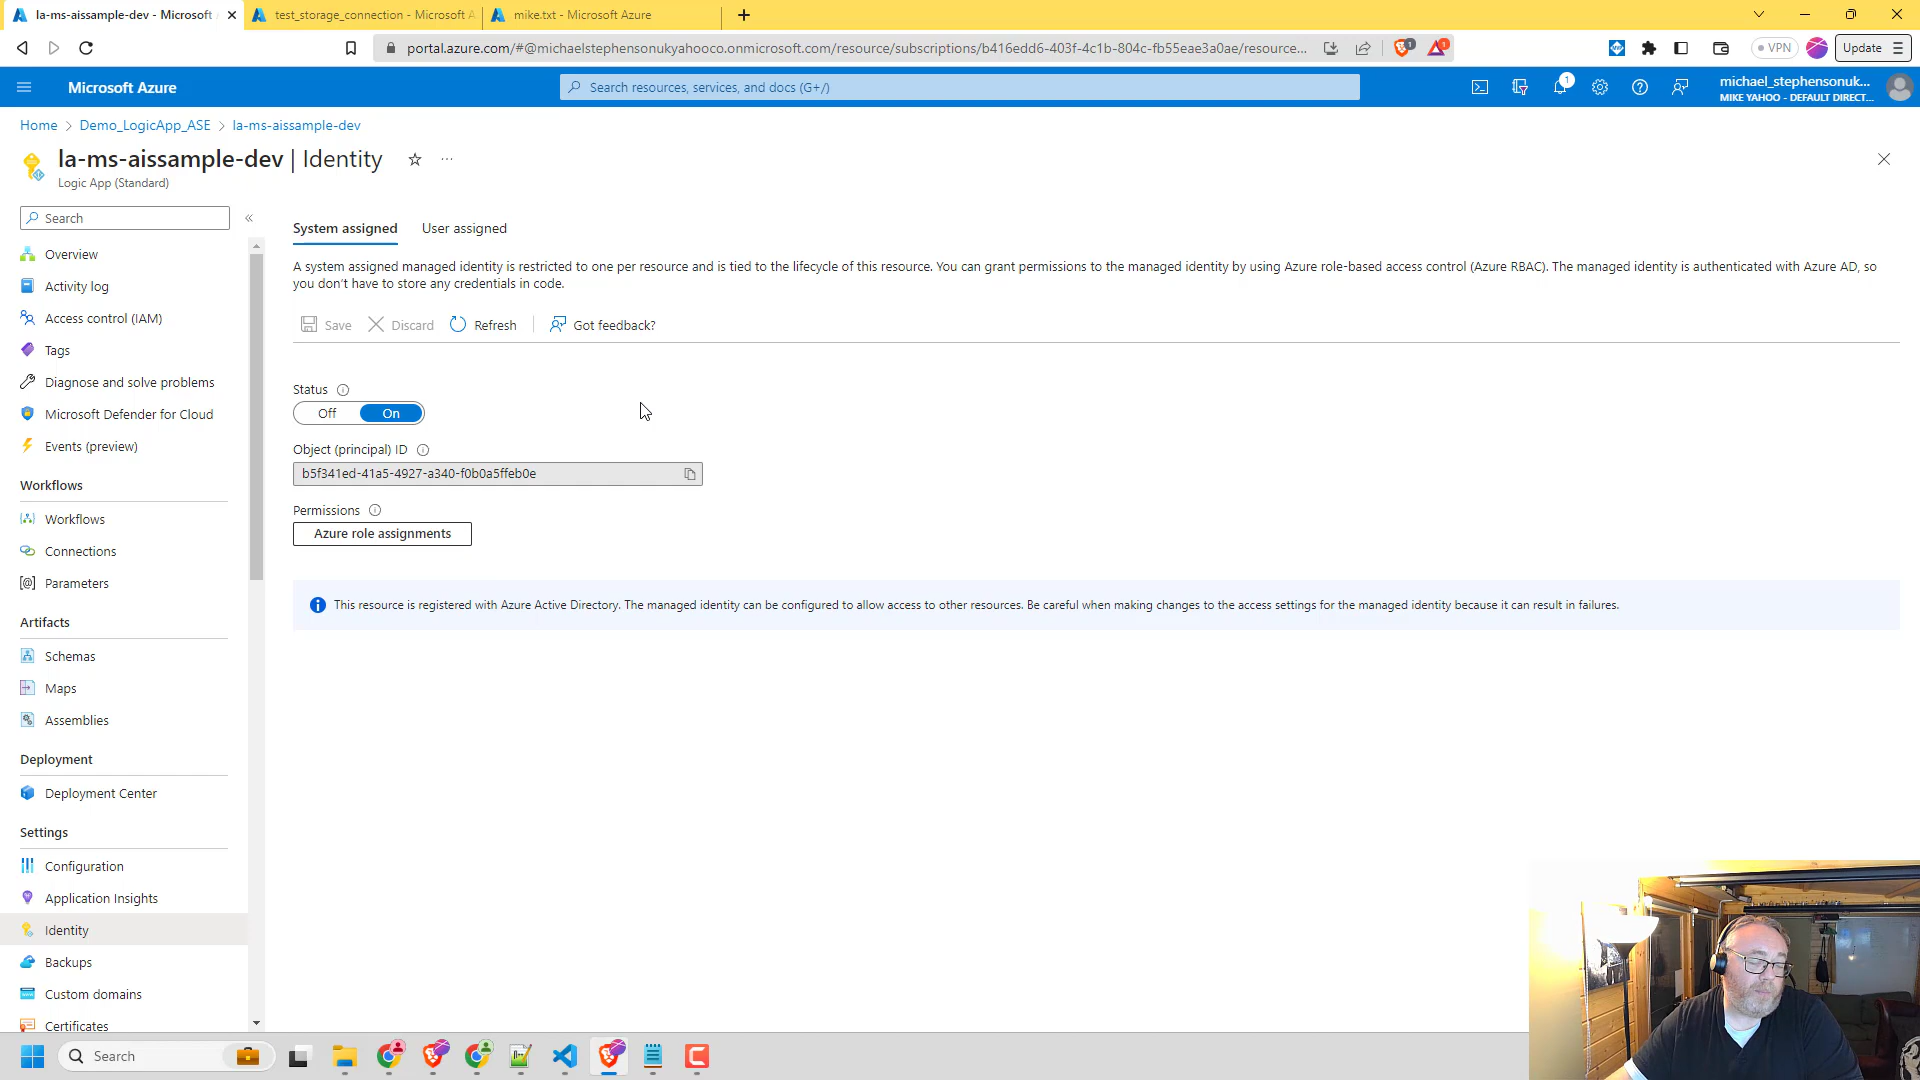 la-ms-aissample-dev - Microsoft
test_storage_connection - Microsoft A
mike.txt - Microsoft Azure
portal.azure.com/#@michaelstephensonukyahooco.onmicrosoft.com/resource/subscriptions/b416edd6-403f-4c1b-804c-fb55eae3a0ae/resource...
1
1
VPN
Update
Microsoft Azure
Search resources, services, and docs (G+/)
1
michael_stephensonuk...
MIKE YAHOO - DEFAULT DIRECT...
Home > Demo_LogicApp_ASE > la-ms-aissample-dev
la-ms-aissample-dev | Identity
Logic App (Standard)
Search
Overview
Activity log
Access control (IAM)
Tags
Diagnose and solve problems
Microsoft Defender for Cloud
Events (preview)
Workflows
Workflows
Connections
Parameters
Artifacts
Schemas
Maps
Assemblies
Deployment
Deployment Center
Settings
Configuration
Application Insights
Identity
Backups
Custom domains
Certificates
System assigned
User assigned
A system assigned managed identity is restricted to one per resource and is tied to the lifecycle of this resource. You can grant permissions to the managed identity by using Azure role-based access control (Azure RBAC). The managed identity is authenticated with Azure AD, so
you don't have to store any credentials in code.
Save
Discard
Refresh
Got feedback?
Status
Off
On
Object (principal) ID
b5f341ed-41a5-4927-a340-f0b0a5ffeb0e
Permissions
Azure role assignments
This resource is registered with Azure Active Directory. The managed identity can be configured to allow access to other resources. Be careful when making changes to the access settings for the managed identity because it can result in failures.
Search